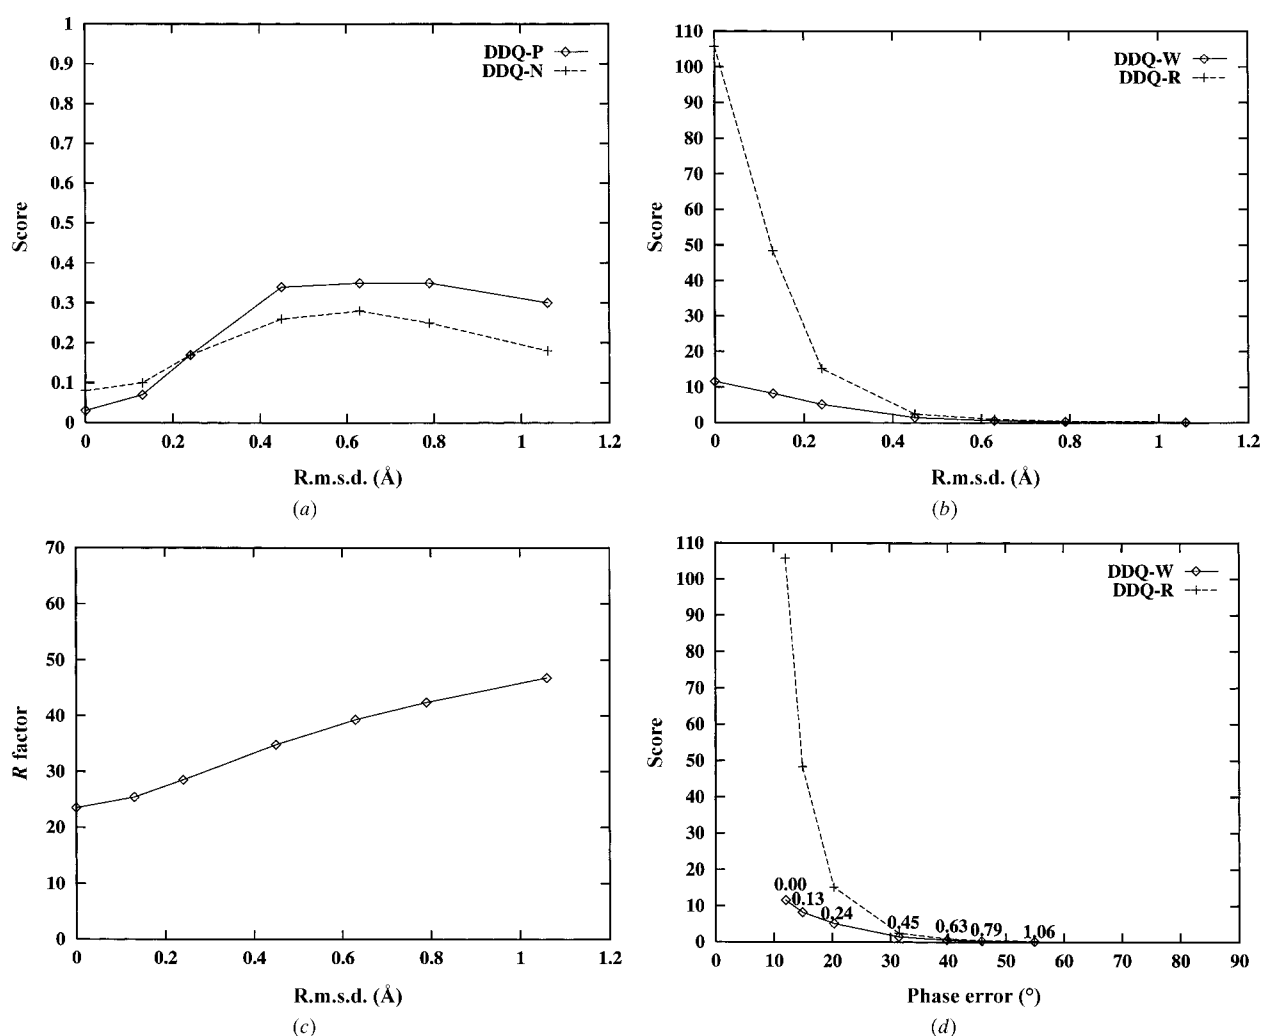 1
0.9
0.8
0.7
0.6
0.5
0.4
0.3
0.2
0.1
0
Score
DDQ-P
DDQ-N
0 0.2 0.4 0.6 0.8 1 1.2
R.m.s.d. (Å)
(a)
110
100
90
80
70
60
50
40
30
20
10
0
Score
DDQ-W
DDQ-R
0 0.2 0.4 0.6 0.8 1 1.2
R.m.s.d. (Å)
(b)
70
60
50
40
30
20
10
0
R factor
0 0.2 0.4 0.6 0.8 1 1.2
R.m.s.d. (Å)
(c)
110
100
90
80
70
60
50
40
30
20
10
0
Score
DDQ-W
DDQ-R
0.00
0.13
0.24
0.45
0.63
0.79
1.06
0 10 20 30 40 50 60 70 80 90
Phase error (°)
(d)